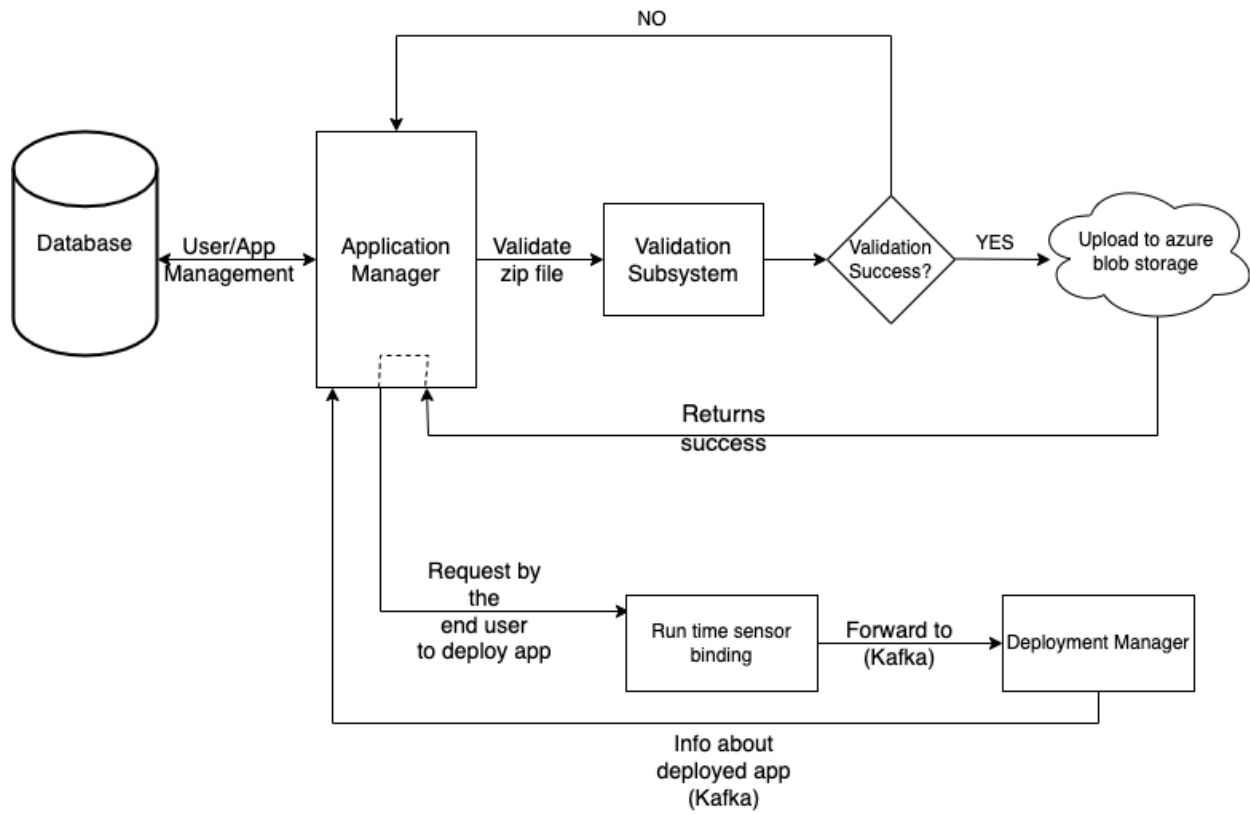 NO
Database
User/App
Management
Application
Manager
Validate
zip file
Validation
Subsystem
Validation
Success?
YES
Upload to azure
blob storage
Returns
success
Request by
the
end user
to deploy app
Run time sensor
binding
Forward to
(Kafka)
Deployment Manager
Info about
deployed app
(Kafka)